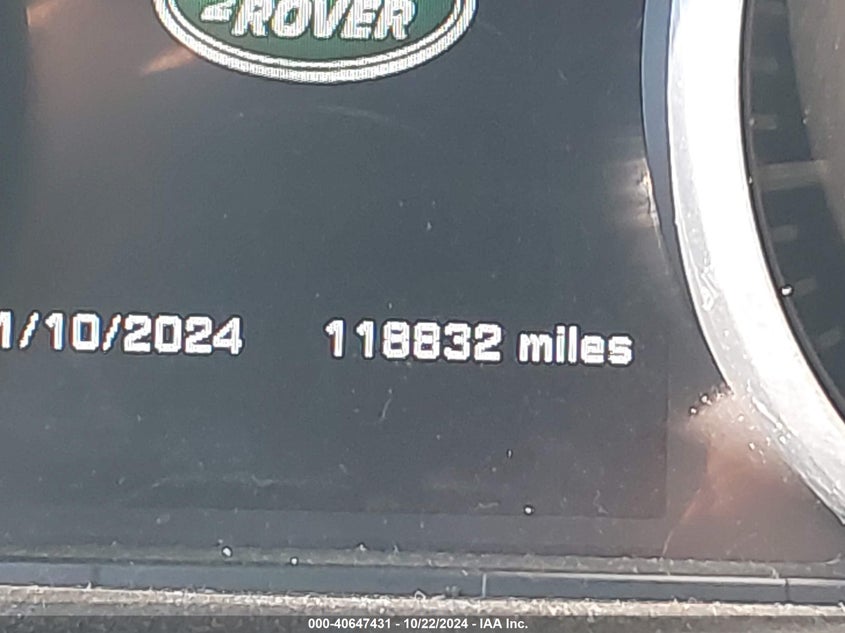 ROVER
1/10/2024 118832 miles
000-40647431 - 10/22/2024 - IAA Inc.